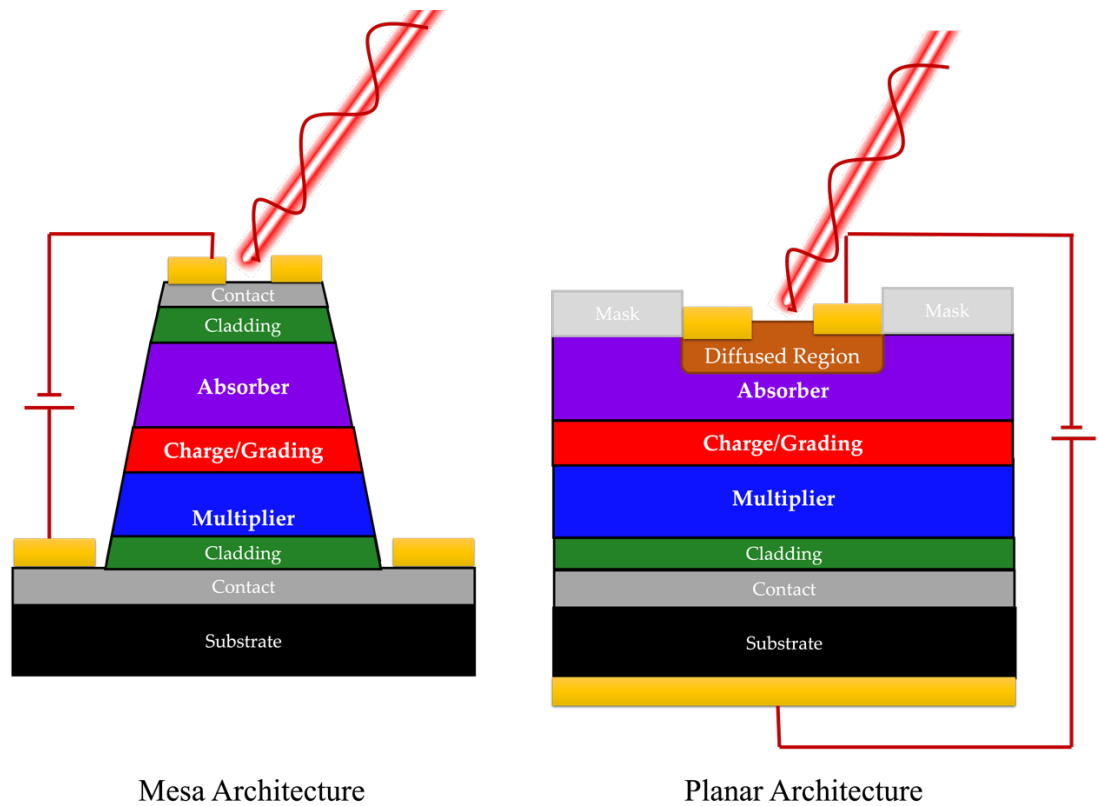 Contact
Cladding
Absorber
Charge/Grading
Multiplier
Cladding
Contact
Substrate
Mesa Architecture
Mask
Mask
Diffused Region
Absorber
Charge/Grading
Multiplier
Cladding
Contact
Substrate
Planar Architecture